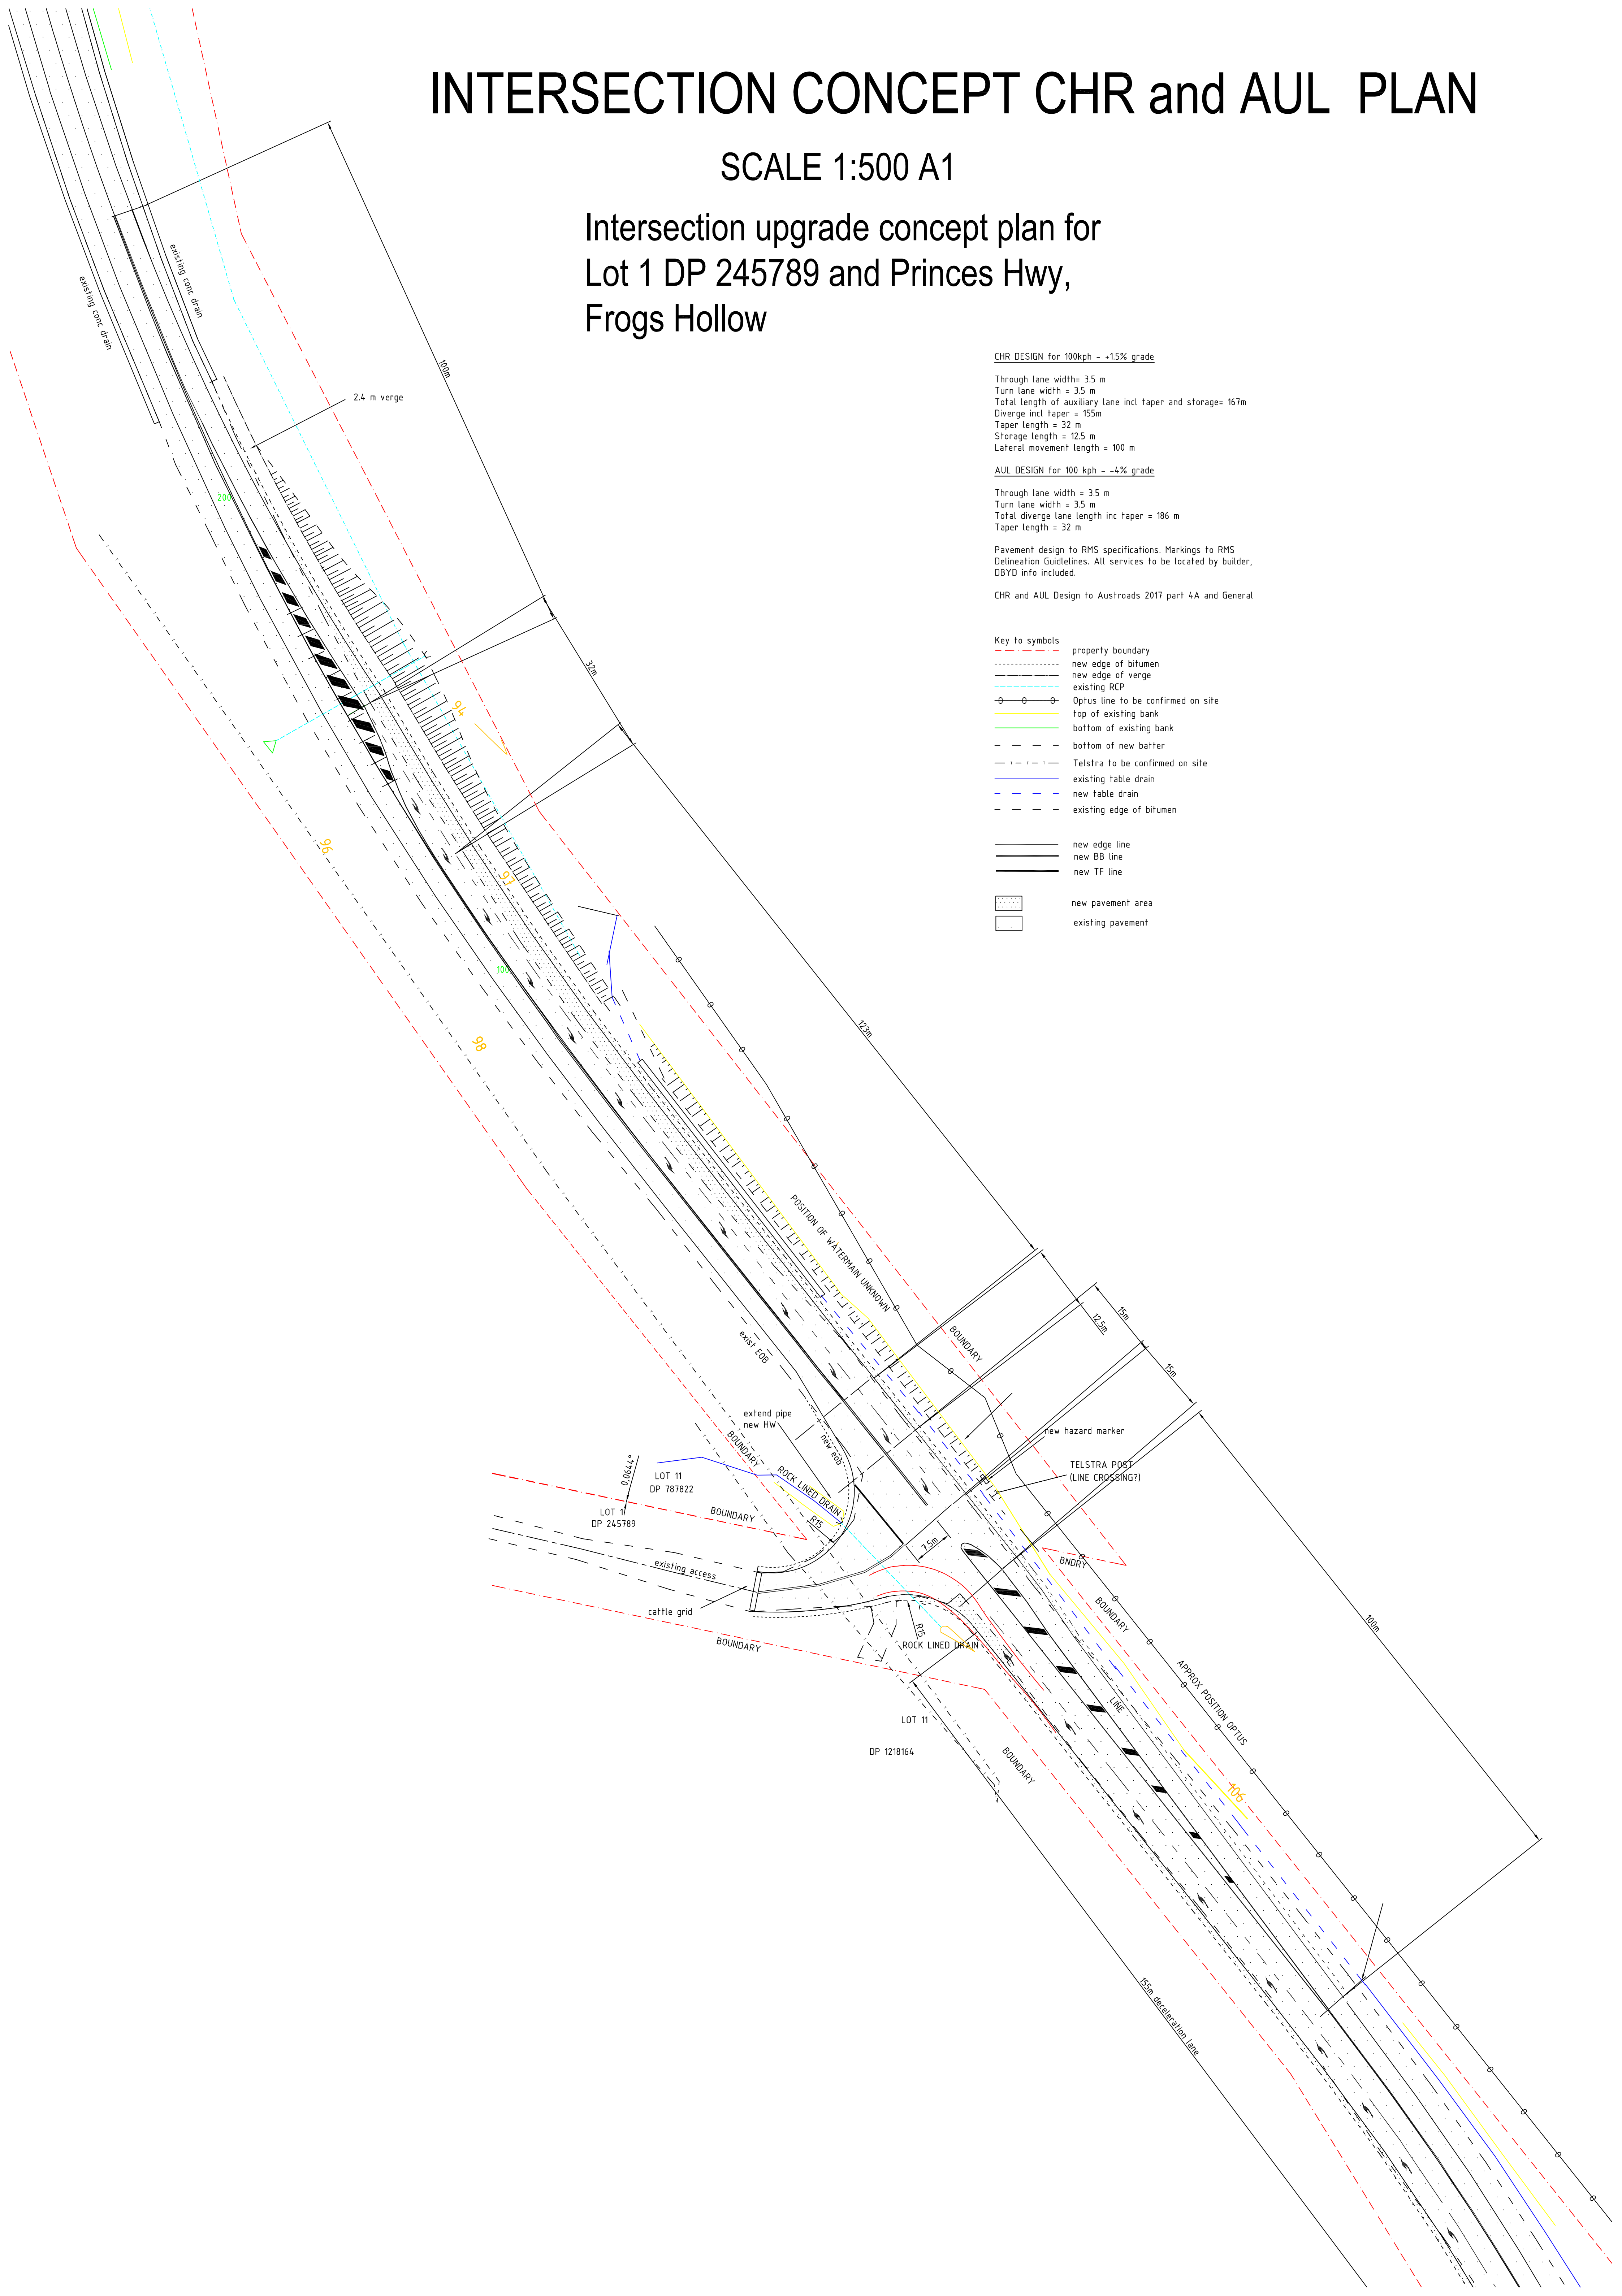 INTERSECTION CONCEPT CHR and AUL PLAN
SCALE 1:500 A1
Intersection upgrade concept plan for
Lot 1 DP 245789 and Princes Hwy,
Frogs Hollow
existing conc drain
existing conc drain
100m
2.4 m verge
CHR DESIGN for 100kph - +1.5% grade
Through lane width= 3.5 m
Turn lane width = 3.5 m
Total length of auxiliary lane incl taper and storage= 167m
Diverge incl taper = 155m
Taper length = 32 m
Storage length = 12.5 m
Lateral movement length = 100 m
AUL DESIGN for 100 kph - -4% grade
Through lane width = 3.5 m
Turn lane width = 3.5 m
Total diverge lane length inc taper = 186 m
Taper length = 32 m
Pavement design to RMS specifications. Markings to RMS
Delineation Guidlelines. All services to be located by builder,
DBYD info included.
CHR and AUL Design to Austroads 2017 part 4A and General
Key to symbols
property boundary
new edge of bitumen
new edge of verge
existing RCP
0 0 0 Optus line to be confirmed on site
top of existing bank
bottom of existing bank
bottom of new batter
Telstra to be confirmed on site
existing table drain
new table drain
existing edge of bitumen
new edge line
new BB line
new TF line
new pavement area
existing pavement
200
32m
94
96
97
100
98
123m
POSITION OF WATERMAIN UNKNOWN
BOUNDARY
12.5m
15m
15m
exist EOB
extend pipe
new HW
new eob
new hazard marker
TELSTRA POST
(LINE CROSSING?)
BOUNDARY
ROCK LINED DRAIN
0.0644°
LOT 11
DP 787822
LOT 1
DP 245789
BOUNDARY
R15
7.5m
existing access
cattle grid
BOUNDARY
R15
ROCK LINED DRAIN
BNDRY
BOUNDARY
100m
APPROX POSITION OPTUS
LINE
LOT 11
DP 1218164
BOUNDARY
106
155m deceleration lane